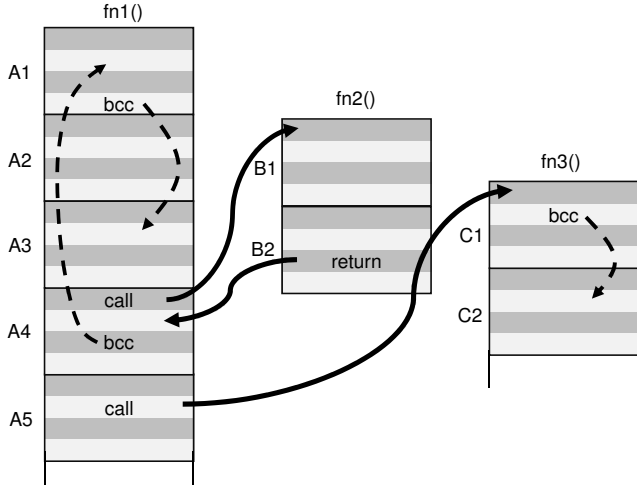 fn1()
A1
bcc
A2
A3
call
A4
bcc
A5
call
fn2()
B1
B2
return
fn3()
bcc
C1
C2